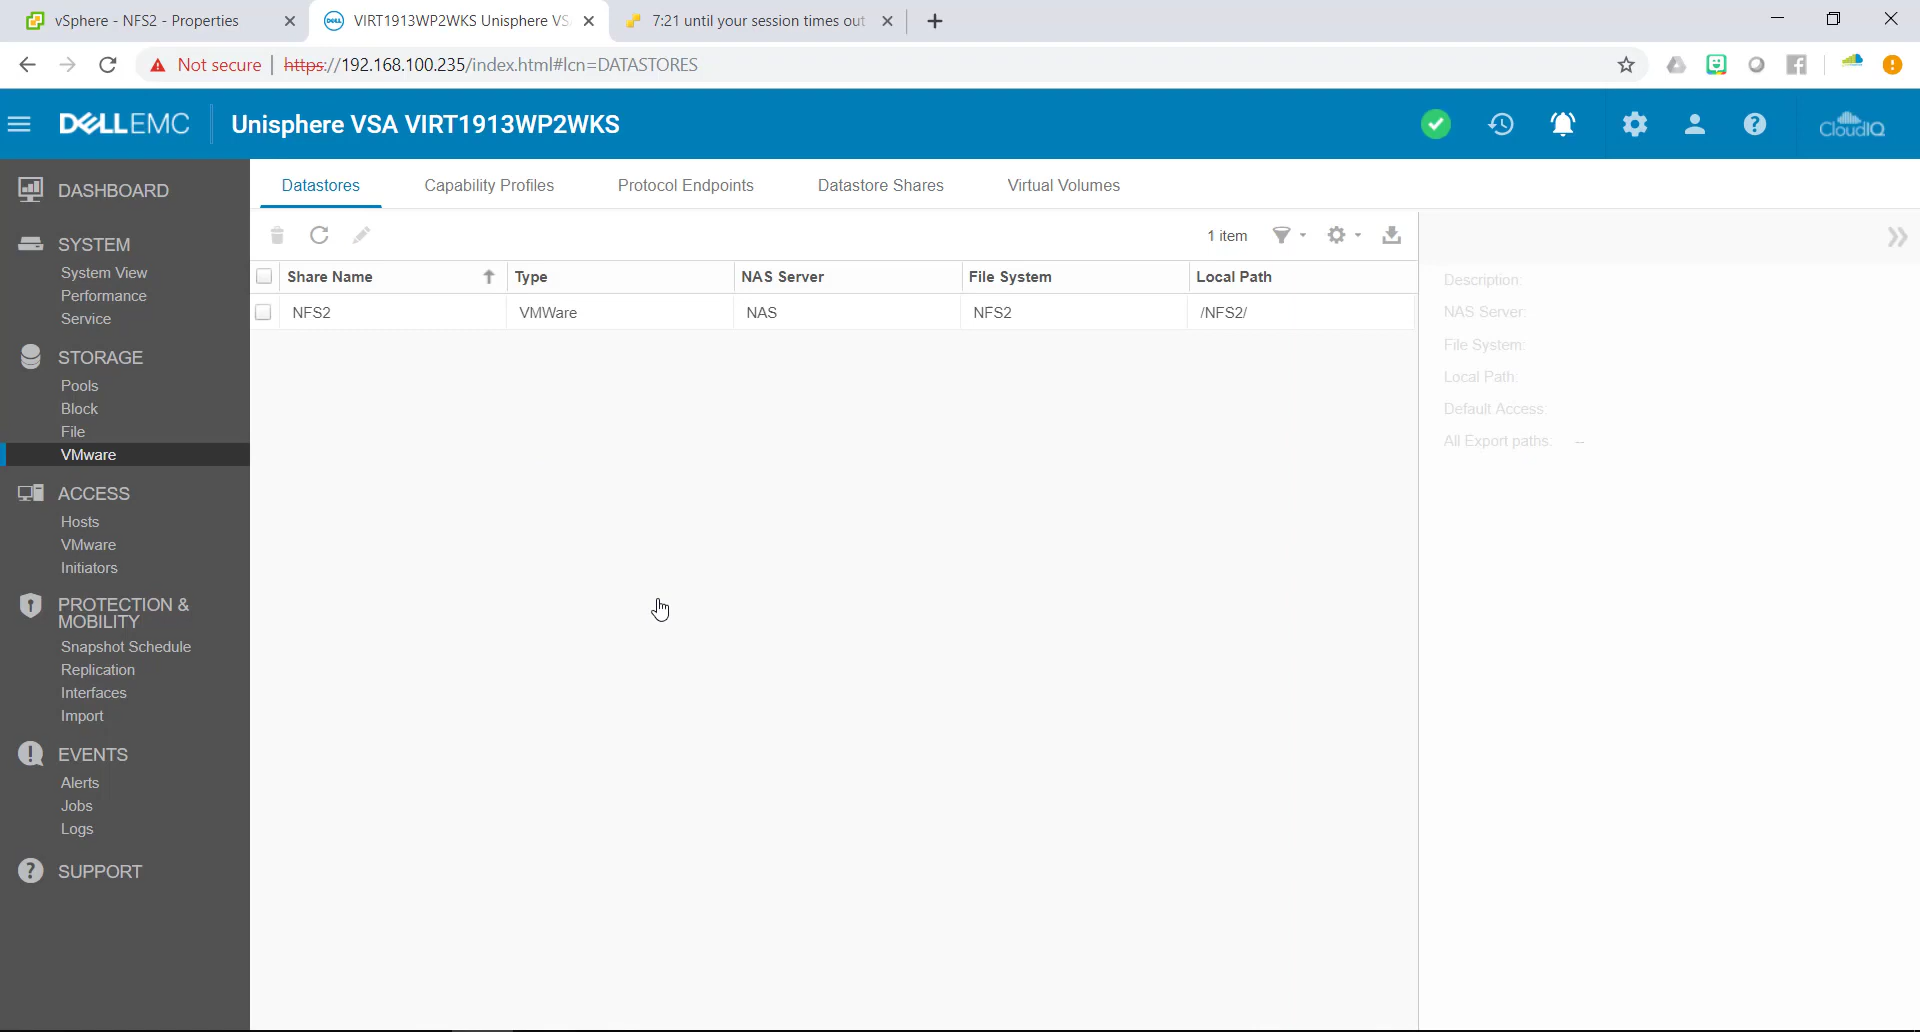 vSphere - NFS2 - Properties
VIRT1913WP2WKS Unisphere VS
7:21 until your session times out
Not secure
https://192.168.100.235/index.html#lcn=DATASTORES
DELLEMC
Unisphere VSA VIRT1913WP2WKS
CloudIQ
DASHBOARD
SYSTEM
System View
Performance
Service
STORAGE
Pools
Block
File
VMware
ACCESS
Hosts
VMware
Initiators
PROTECTION &
MOBILITY
Snapshot Schedule
Replication
Interfaces
Import
EVENTS
Alerts
Jobs
Logs
SUPPORT
Datastores
Capability Profiles
Protocol Endpoints
Datastore Shares
Virtual Volumes
1 item
Share Name
Type
NAS Server
File System
Local Path
NFS2
VMWare
NAS
NFS2
/NFS2/
Description:
NAS Server:
File System:
Local Path:
Default Access:
All Export paths: --